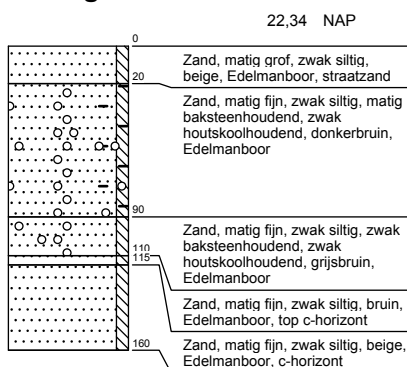 22,34 NAP
0
Zand, matig grof, zwak siltig,
beige, Edelmanboor, straatzand
20
Zand, matig fijn, zwak siltig, matig
baksteenhoudend, zwak
houtskoolhoudend, donkerbruin,
Edelmanboor
90
Zand, matig fijn, zwak siltig, zwak
baksteenhoudend, zwak
houtskoolhoudend, grijsbruin,
Edelmanboor
110
115
Zand, matig fijn, zwak siltig, bruin,
Edelmanboor, top c-horizont
160
Zand, matig fijn, zwak siltig, beige,
Edelmanboor, c-horizont